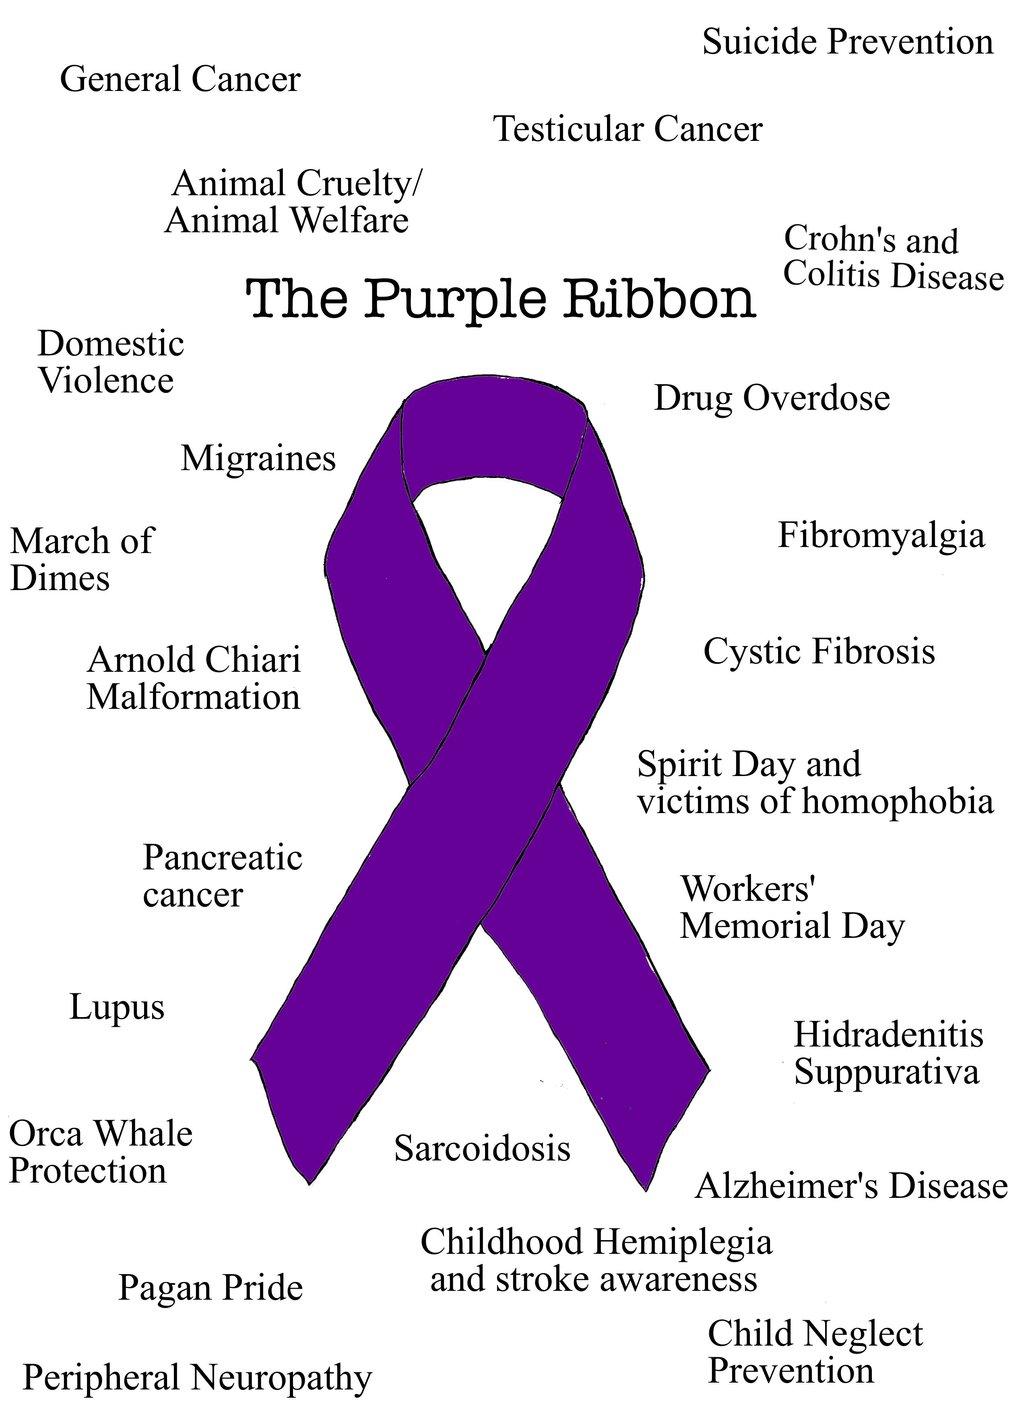 Suicide Prevention
General Cancer
Testicular Cancer
Animal Cruelty/
Animal Welfare
Crohn's and
Colitis Disease
The Purple Ribbon
Domestic
Violence
Drug Overdose
Migraines
March of
Dimes
Fibromyalgia
Arnold Chiari
Malformation
Cystic Fibrosis
Spirit Day and
victims of homophobia
Pancreatic
cancer
Workers'
Memorial Day
Lupus
Hidradenitis
Suppurativa
Orca Whale
Protection
Sarcoidosis
Alzheimer's Disease
Childhood Hemiplegia
and stroke awareness
Pagan Pride
Child Neglect
Prevention
Peripheral Neuropathy